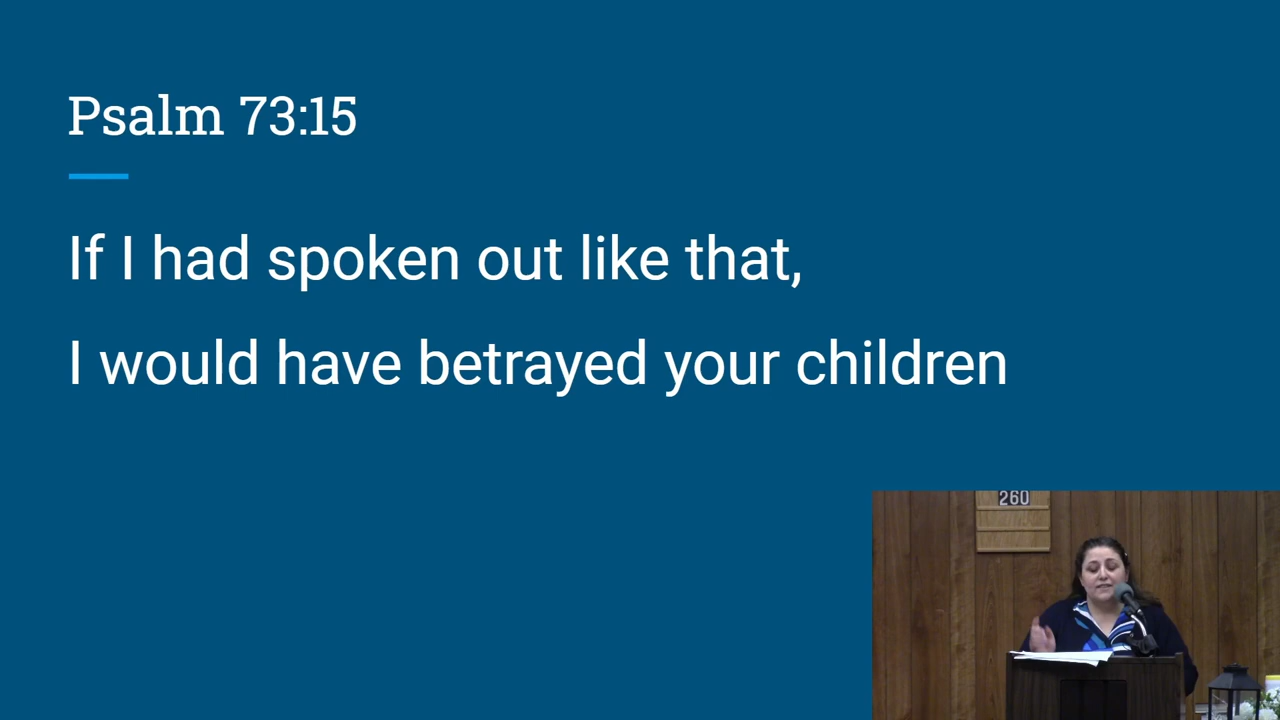 Psalm 73:15
If I had spoken out like that,
I would have betrayed your children
260